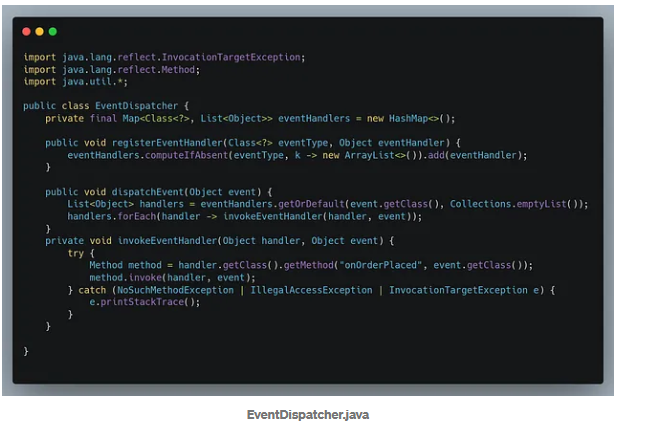 import java.lang.reflect.InvocationTargetException;
import java.lang.reflect.Method;
import java.util.*;

public class EventDispatcher {
    private final Map<Class<?>, List<Object>> eventHandlers = new HashMap<>();

    public void registerEventHandler(Class<?> eventType, Object eventHandler) {
        eventHandlers.computeIfAbsent(eventType, k -> new ArrayList<>()).add(eventHandler);
    }

    public void dispatchEvent(Object event) {
        List<Object> handlers = eventHandlers.getOrDefault(event.getClass(), Collections.emptyList());
        handlers.forEach(handler -> invokeEventHandler(handler, event));
    }
    private void invokeEventHandler(Object handler, Object event) {
        try {
            Method method = handler.getClass().getMethod("onOrderPlaced", event.getClass());
            method.invoke(handler, event);
        } catch (NoSuchMethodException | IllegalAccessException | InvocationTargetException e) {
            e.printStackTrace();
        }
    }

}
EventDispatcher.java